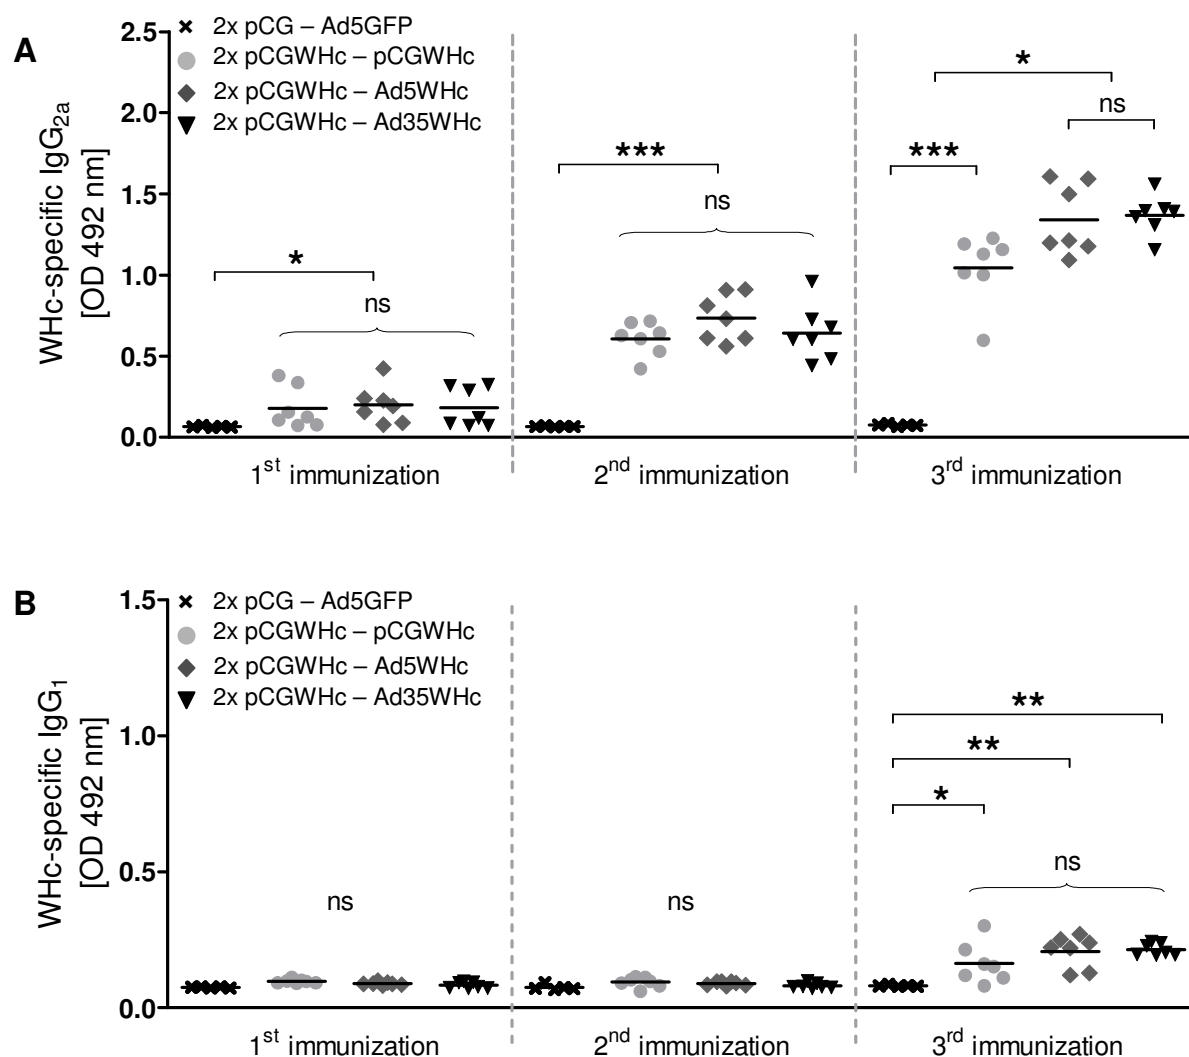 A
WHc-specific IgG2a
[OD 492 nm]
2.5
2.0
1.5
1.0
0.5
0.0
2x pCG – Ad5GFP
2x pCGWHc – pCGWHc
2x pCGWHc – Ad5WHc
2x pCGWHc – Ad35WHc
*
ns
***
ns
***
*
ns
1st immunization
2nd immunization
3rd immunization
B
WHc-specific IgG1
[OD 492 nm]
1.5
1.0
0.5
0.0
2x pCG – Ad5GFP
2x pCGWHc – pCGWHc
2x pCGWHc – Ad5WHc
2x pCGWHc – Ad35WHc
ns
ns
**
**
*
ns
1st immunization
2nd immunization
3rd immunization